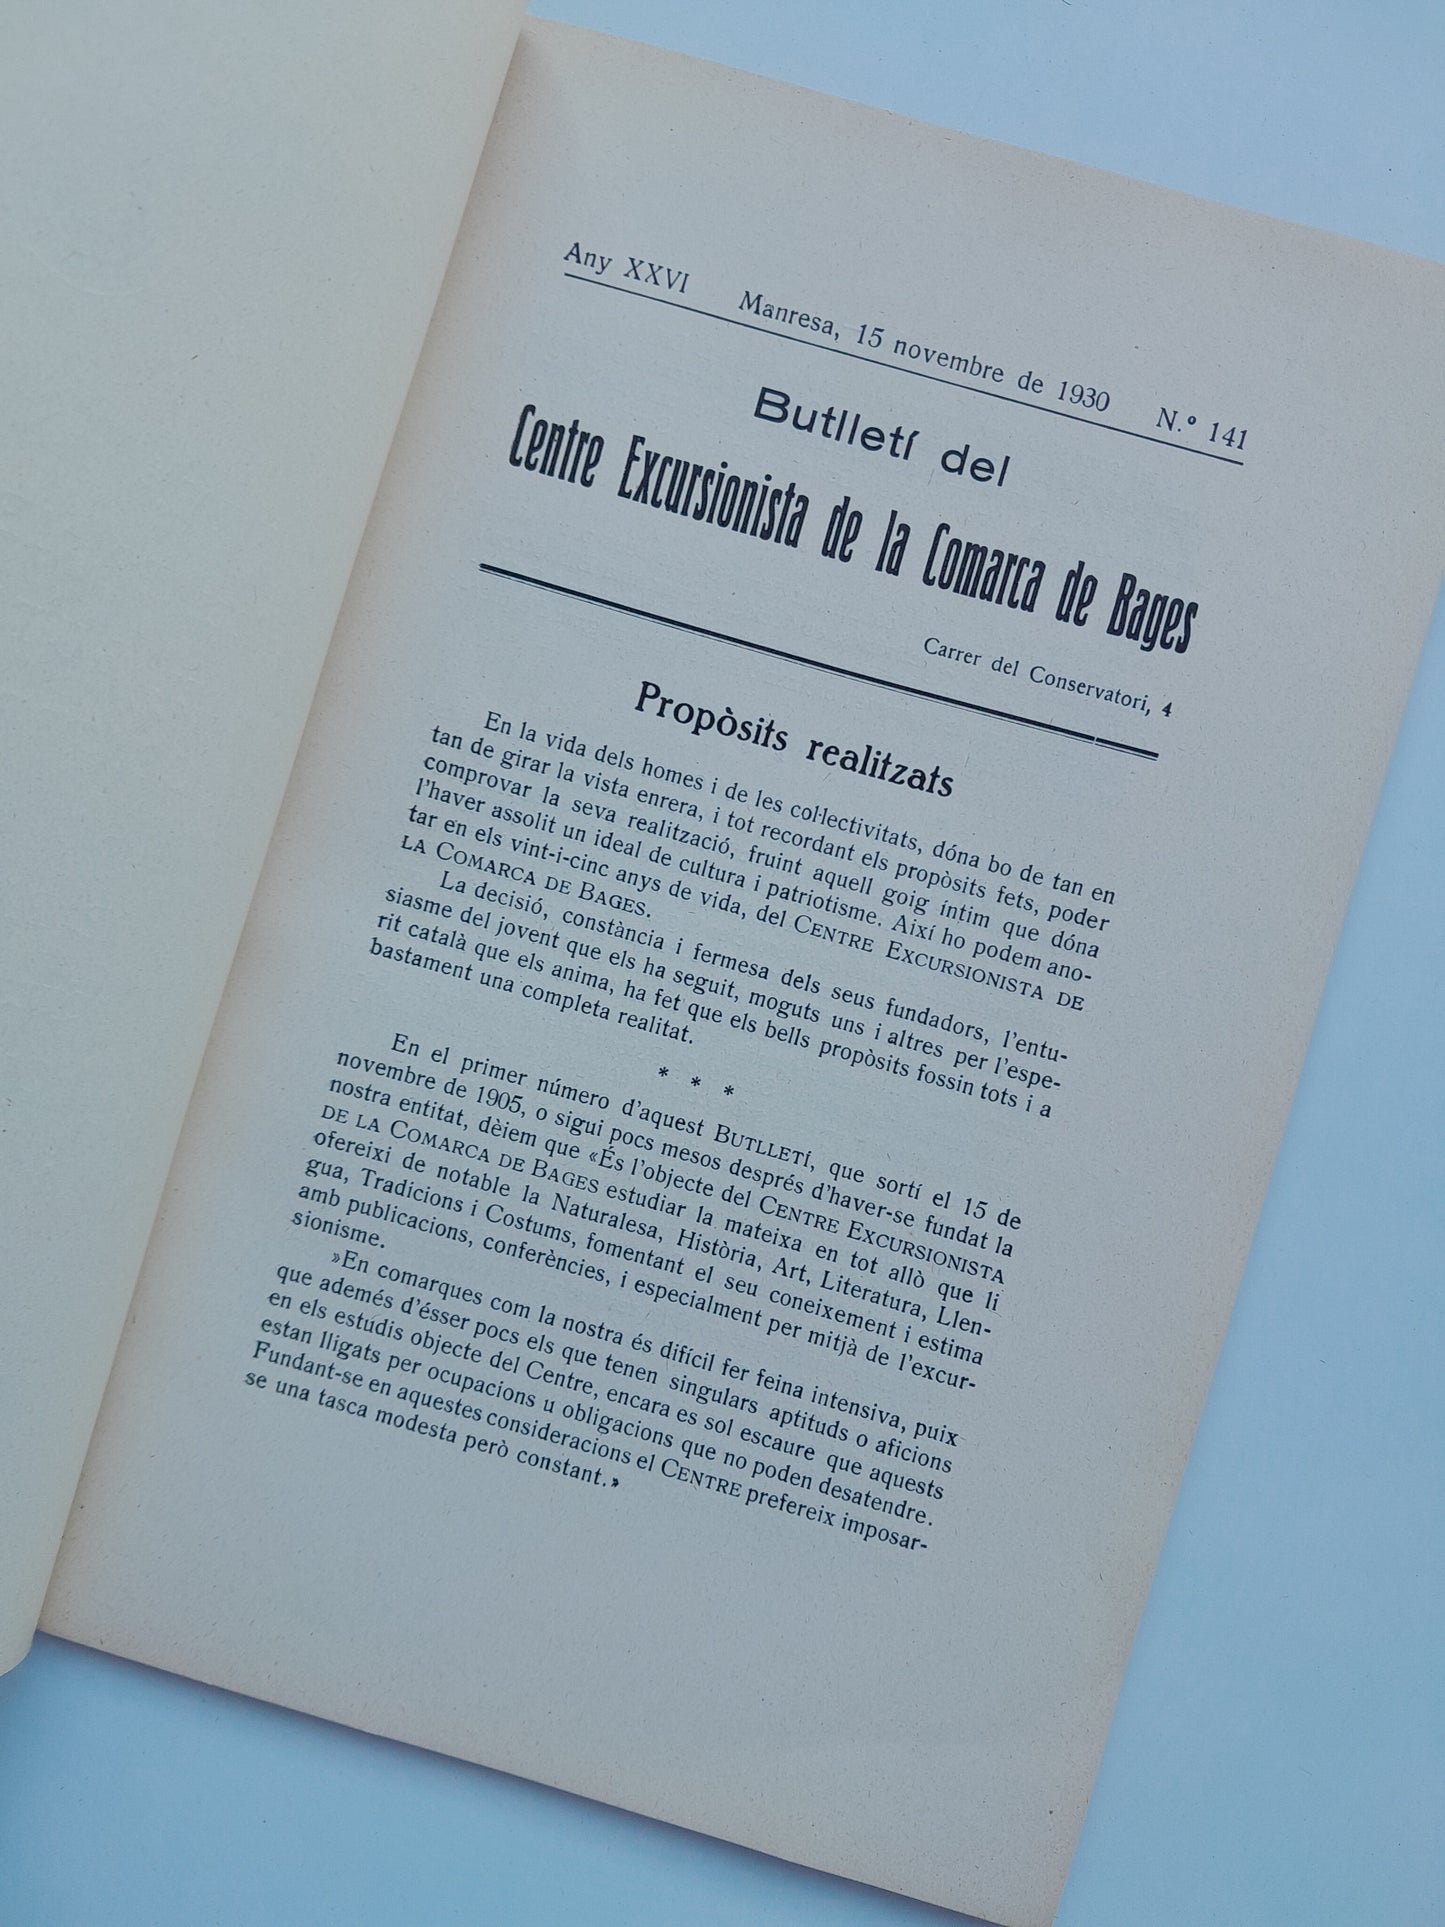 Any XXVI Manresa, 15 novembre de 1930 N.º 141
Butlletí del
Centre Excursionista de la Comarca de Bages
Carrer del Conservatori, 4
Propòsits realitzats
En la vida dels homes i de les col·lectivitats, dóna bo de tan en
tan de girar la vista enrera, i tot recordant els propòsits fets, poder
comprovar la seva realització, fruint aquell goig íntim que dóna
l'haver assolit un ideal de cultura i patriotisme. Així ho podem ano-
tar en els vint-i-cinc anys de vida, del CENTRE EXCURSIONISTA DE
LA COMARCA DE BAGES.
La decisió, constància i fermesa dels seus fundadors, l'entu-
siasme del jovent que els ha seguit, moguts uns i altres per l'espe-
rit català que els anima, ha fet que els bells propòsits fossin tots i a
bastament una completa realitat.
* * *
En el primer número d'aquest BUTLLETÍ, que sortí el 15 de
novembre de 1905, o sigui pocs mesos després d'haver-se fundat la
nostra entitat, dèiem que «És l'objecte del CENTRE EXCURSIONISTA
DE LA COMARCA DE BAGES estudiar la mateixa en tot allò que li
ofereixi de notable la Naturalesa, Història, Art, Literatura, Llen-
gua, Tradicions i Costums, fomentant el seu coneixement i estima
amb publicacions, conferències, i especialment per mitjà de l'excur-
sionisme.
»En comarques com la nostra és difícil fer feina intensiva, puix
que ademés d'ésser pocs els que tenen singulars aptituds o aficions
en els estudis objecte del Centre, encara es sol escaure que aquests
estan lligats per ocupacions u obligacions que no poden desatendre.
Fundant-se en aquestes consideracions el CENTRE prefereix imposar-
se una tasca modesta però constant.»